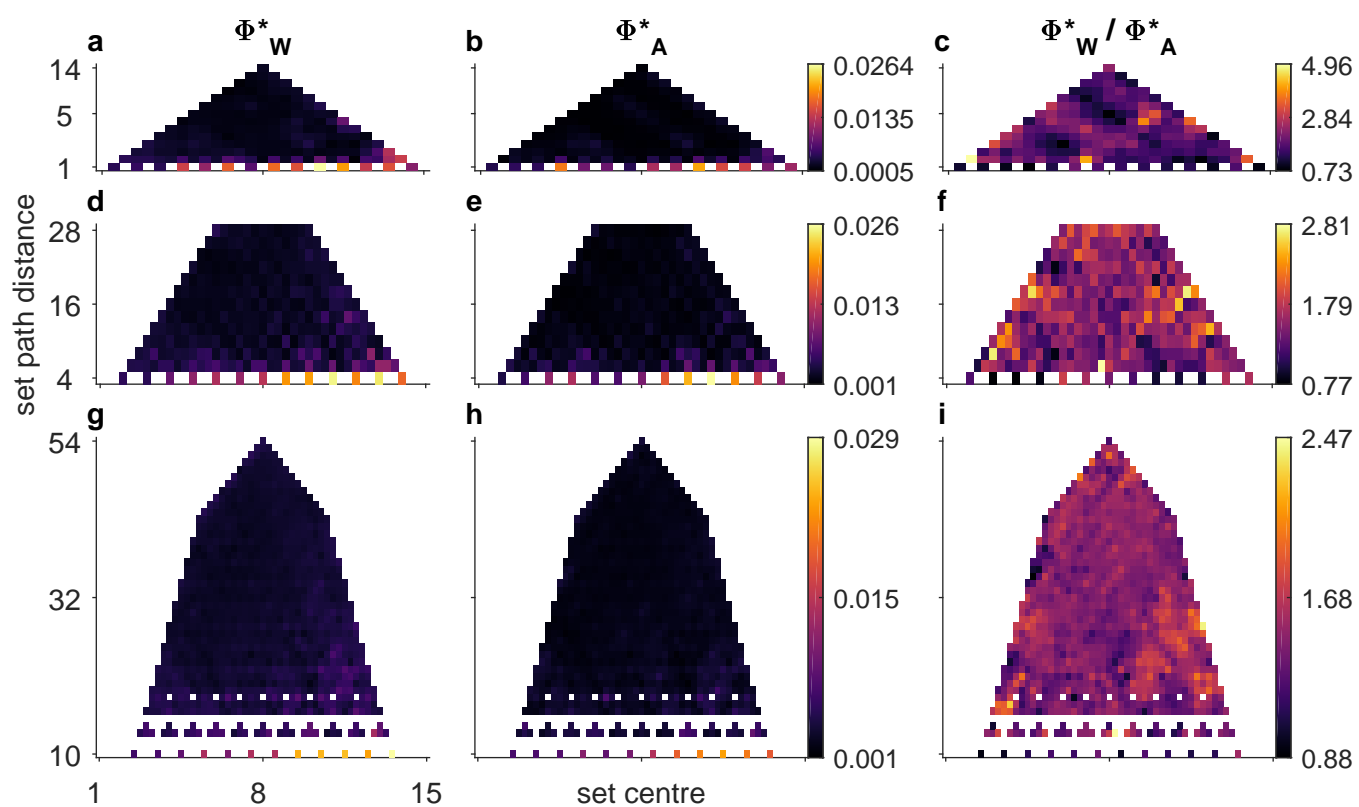 Φ*W Φ*A Φ*W / Φ*A
a b c
14 0.0264 4.96
5 0.0135 2.84
1 0.0005 0.73
d e f
28 0.026 2.81
16 0.013 1.79
4 0.001 0.77
set path distance
g h i
54 0.029 2.47
32 0.015 1.68
10 0.001 0.88
1 8 15 set centre